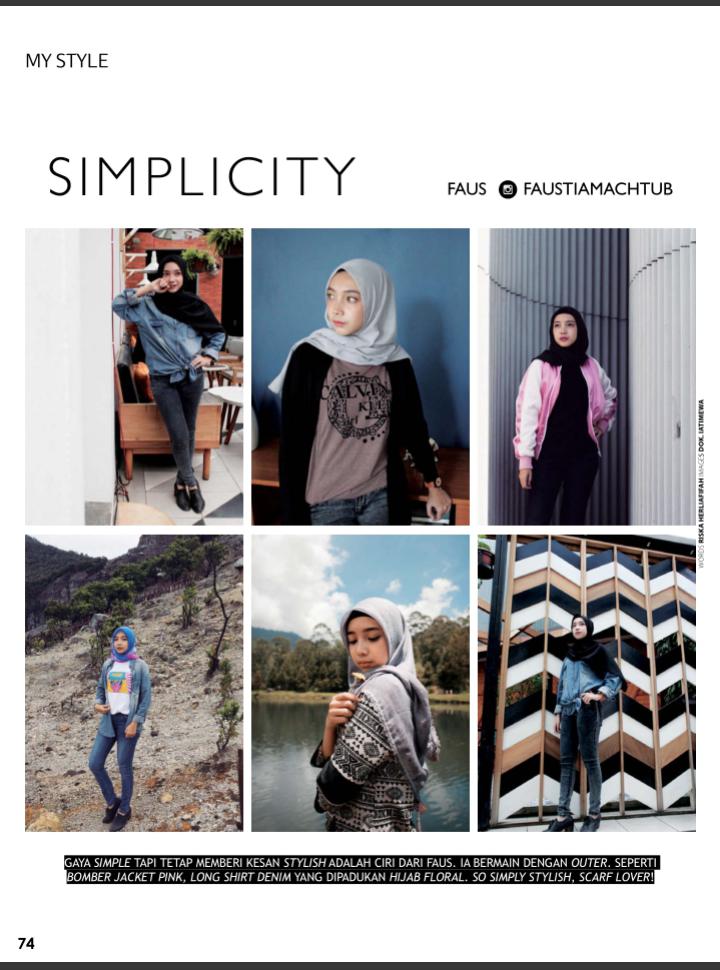 MY STYLE
SIMPLICITY
FAUS FAUSTIAMACHTUB
CALVIN
WORDS RISKA HERLIAFIFAH IMAGES DOK. IATIMEWA
GAYA SIMPLE TAPI TETAP MEMBERI KESAN STYLISH ADALAH CIRI DARI FAUS. IA BERMAIN DENGAN OUTER. SEPERTI
BOMBER JACKET PINK, LONG SHIRT DENIM YANG DIPADUKAN HIJAB FLORAL. SO SIMPLY STYLISH, SCARF LOVER!
74